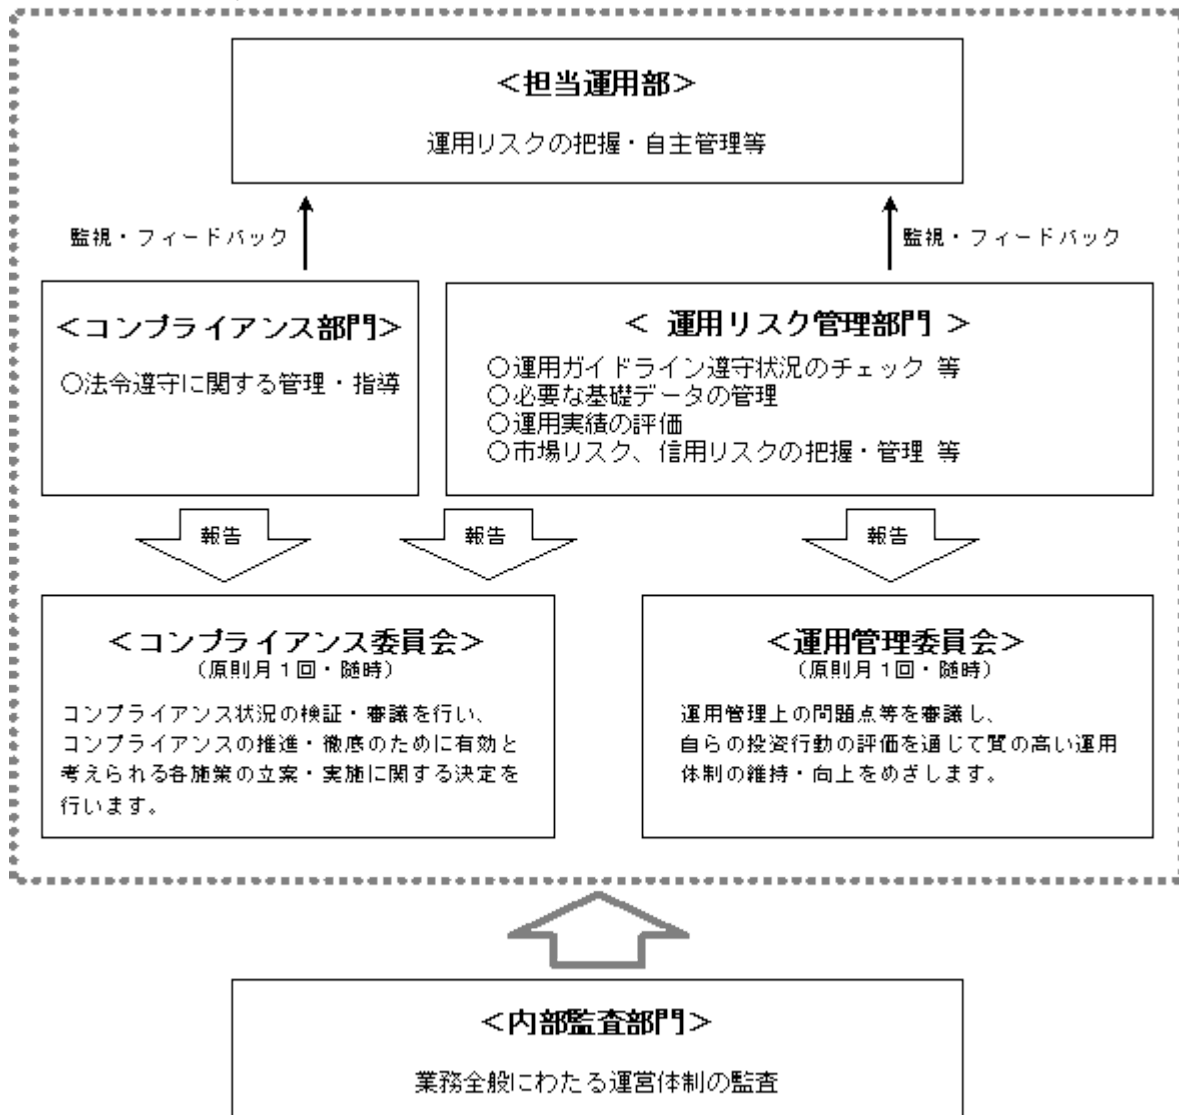 ＜担当運用部＞
運用リスクの把握・自主管理等
監視・フィードバック
監視・フィードバック
＜コンプライアンス部門＞
○法令遵守に関する管理・指導
＜ 運用リスク管理部門 ＞
○運用ガイドライン遵守状況のチェック 等
○必要な基礎データの管理
○運用実績の評価
○市場リスク、信用リスクの把握・管理 等
報告
報告
報告
＜コンプライアンス委員会＞
（原則月１回・随時）
コンプライアンス状況の検証・審議を行い、
コンプライアンスの推進・徹底のために有効と
考えられる各施策の立案・実施に関する決定を
行います。
＜運用管理委員会＞
（原則月１回・随時）
運用管理上の問題点等を審議し、
自らの投資行動の評価を通じて質の高い運用
体制の維持・向上をめざします。
＜内部監査部門＞
業務全般にわたる運営体制の監査